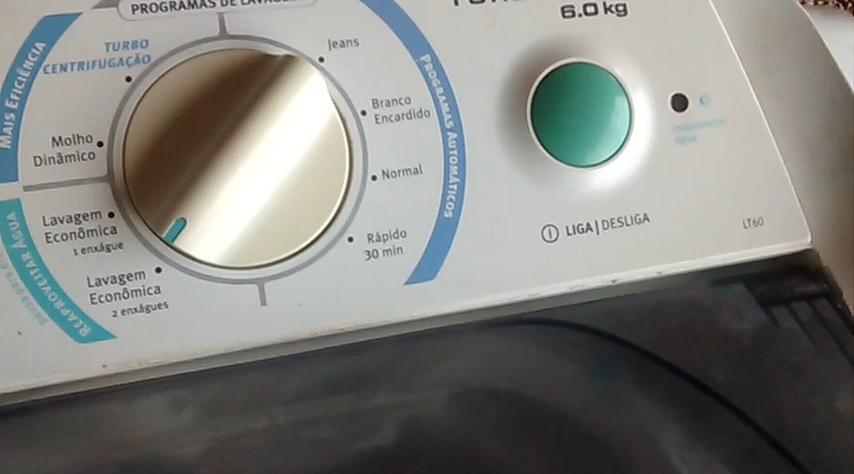 PROGRAMAS DE LAVAGEM
6.0 kg
MAIS EFICIÊNCIA
TURBO
CENTRIFUGAÇÃO
Jeans
Branco
Encardido
PROGRAMAS AUTOMÁTICOS
Molho
Dinâmico
Normal
Lavagem
Econômica
1 enxágue
Rápido
30 min
LIGA|DESLIGA
LT60
Lavagem
Econômica
2 enxágues
REAPROVEITAR ÁGUA